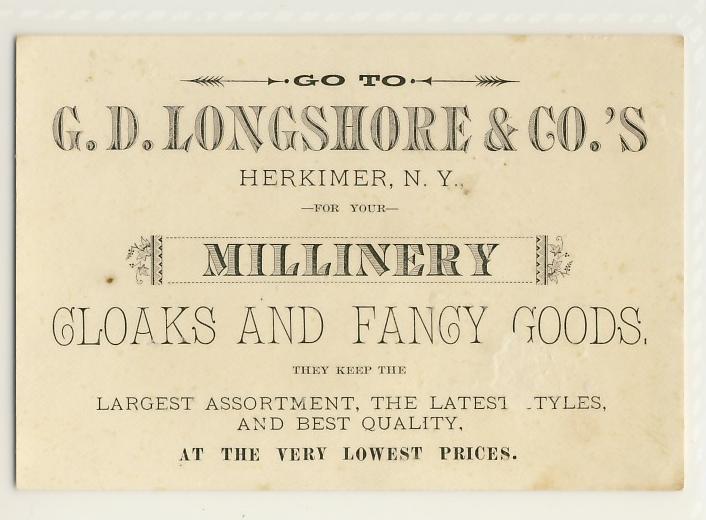 GO TO
G. D. LONGSHORE & CO.'S
HERKIMER, N. Y.,
—FOR YOUR—
MILLINERY
CLOAKS AND FANCY GOODS,
THEY KEEP THE
LARGEST ASSORTMENT, THE LATEST TYLES,
AND BEST QUALITY,
AT THE VERY LOWEST PRICES.